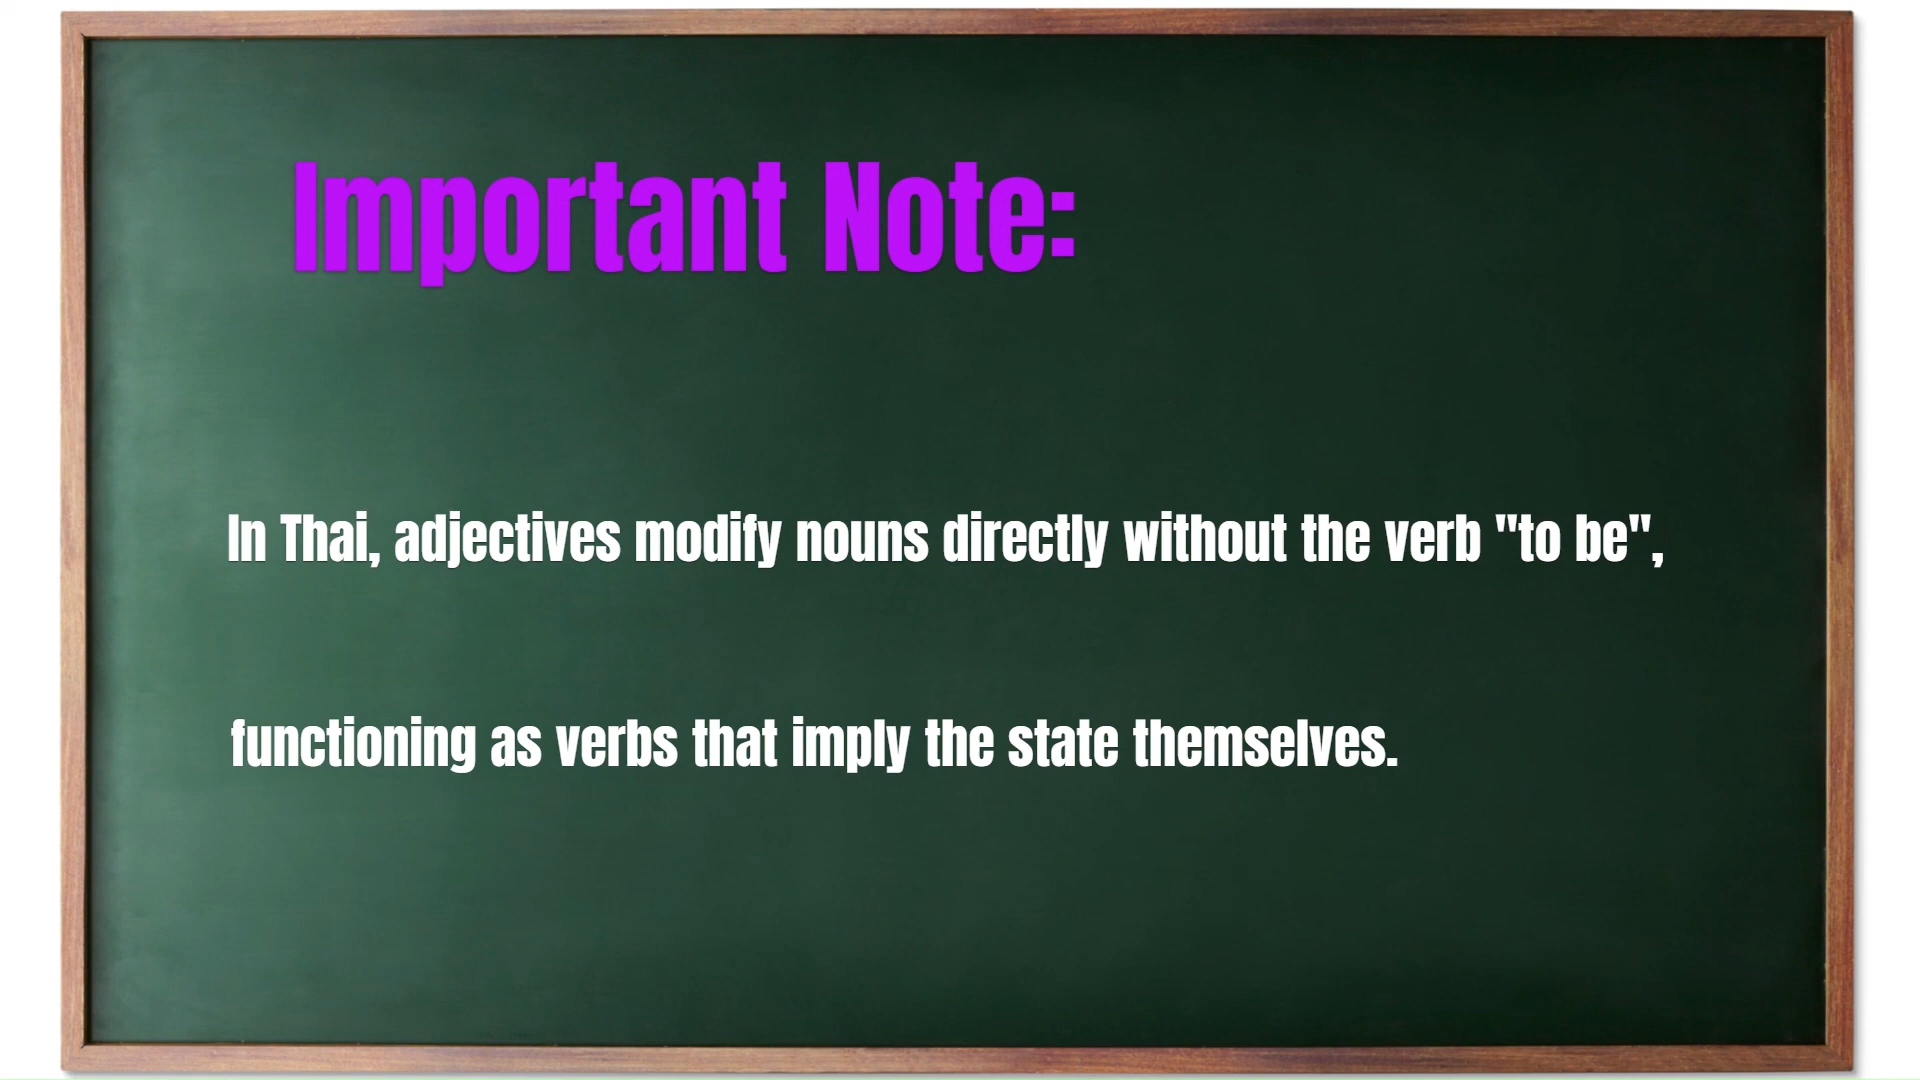 Important Note:
In Thai, adjectives modify nouns directly without the verb "to be",
functioning as verbs that imply the state themselves.